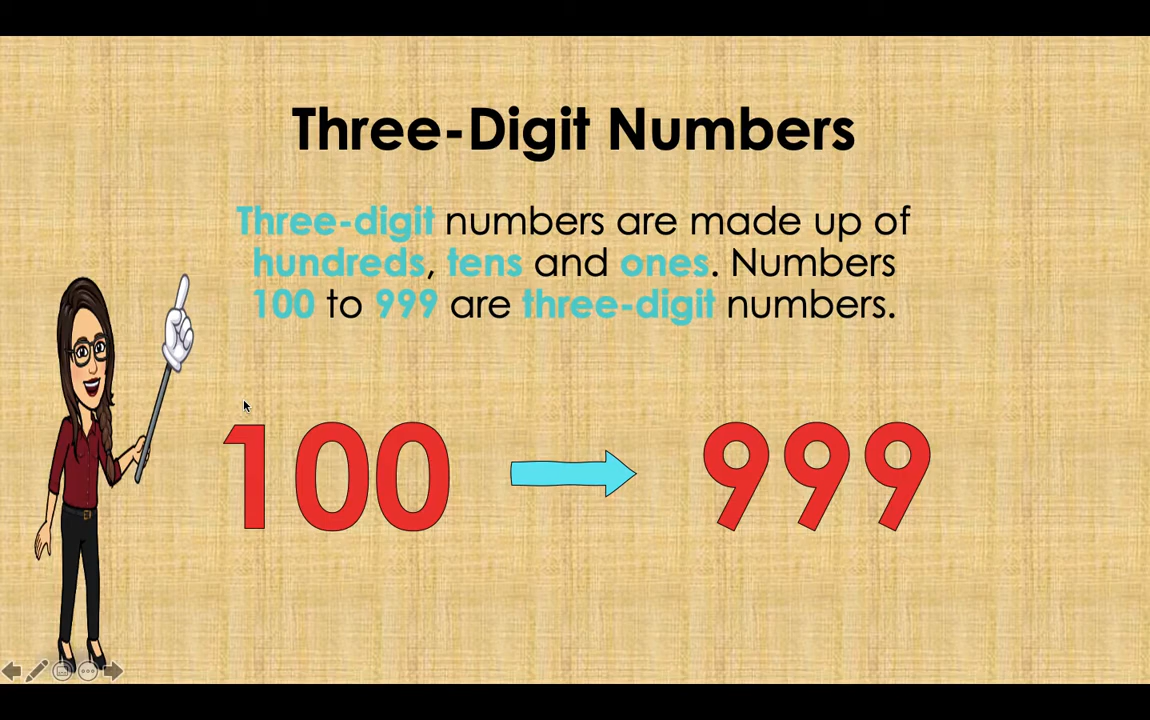 Three-Digit Numbers
Three-digit numbers are made up of
hundreds, tens and ones. Numbers
100 to 999 are three-digit numbers.
100 999